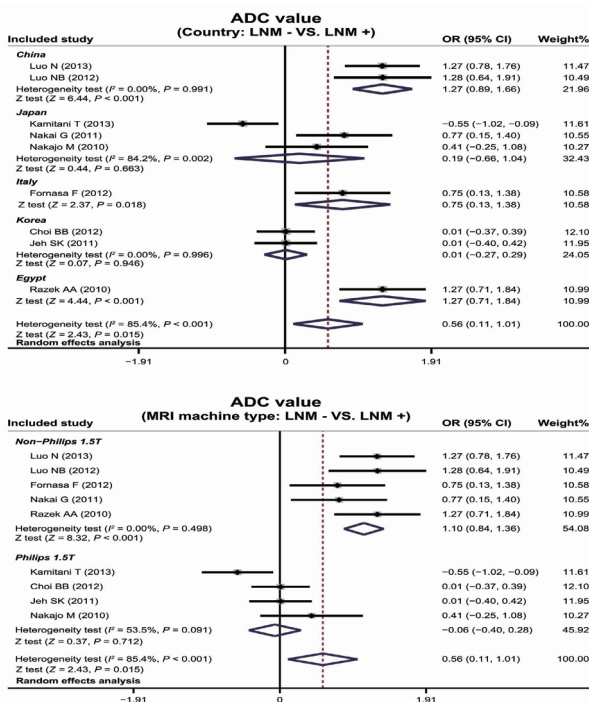 ADC value
(Country: LNM - VS. LNM +)
Included study OR (95% CI) Weight%
China
Luo N (2013) 1.27 (0.78, 1.76) 11.47
Luo NB (2012) 1.28 (0.64, 1.91) 10.49
Heterogeneity test (I² = 0.00%, P = 0.991) 1.27 (0.89, 1.66) 21.96
Z test (Z = 6.44, P < 0.001)
Japan
Kamitani T (2013) −0.55 (−1.02, −0.09) 11.61
Nakai G (2011) 0.77 (0.15, 1.40) 10.55
Nakajo M (2010) 0.41 (−0.25, 1.08) 10.27
Heterogeneity test (I² = 84.2%, P = 0.002) 0.19 (−0.66, 1.04) 32.43
Z test (Z = 0.44, P = 0.663)
Italy
Fornasa F (2012) 0.75 (0.13, 1.38) 10.58
Z test (Z = 2.37, P = 0.018) 0.75 (0.13, 1.38) 10.58
Korea
Choi BB (2012) 0.01 (−0.37, 0.39) 12.10
Jeh SK (2011) 0.01 (−0.40, 0.42) 11.95
Heterogeneity test (I² = 0.00%, P = 0.996) 0.01 (−0.27, 0.29) 24.05
Z test (Z = 0.07, P = 0.946)
Egypt
Razek AA (2010) 1.27 (0.71, 1.84) 10.99
Z test (Z = 4.44, P < 0.001) 1.27 (0.71, 1.84) 10.99
Heterogeneity test (I² = 85.4%, P < 0.001) 0.56 (0.11, 1.01) 100.00
Z test (Z = 2.43, P = 0.015)
Random effects analysis
−1.91 0 1.91
ADC value
(MRI machine type: LNM - VS. LNM +)
Included study OR (95% CI) Weight%
Non−Philips 1.5T
Luo N (2013) 1.27 (0.78, 1.76) 11.47
Luo NB (2012) 1.28 (0.64, 1.91) 10.49
Fornasa F (2012) 0.75 (0.13, 1.38) 10.58
Nakai G (2011) 0.77 (0.15, 1.40) 10.55
Razek AA (2010) 1.27 (0.71, 1.84) 10.99
Heterogeneity test (I² = 0.00%, P = 0.498) 1.10 (0.84, 1.36) 54.08
Z test (Z = 8.32, P < 0.001)
Philips 1.5T
Kamitani T (2013) −0.55 (−1.02, −0.09) 11.61
Choi BB (2012) 0.01 (−0.37, 0.39) 12.10
Jeh SK (2011) 0.01 (−0.40, 0.42) 11.95
Nakajo M (2010) 0.41 (−0.25, 1.08) 10.27
Heterogeneity test (I² = 53.5%, P = 0.091) −0.06 (−0.40, 0.28) 45.92
Z test (Z = 0.37, P = 0.712)
Heterogeneity test (I² = 85.4%, P < 0.001) 0.56 (0.11, 1.01) 100.00
Z test (Z = 2.43, P = 0.015)
Random effects analysis
−1.91 0 1.91